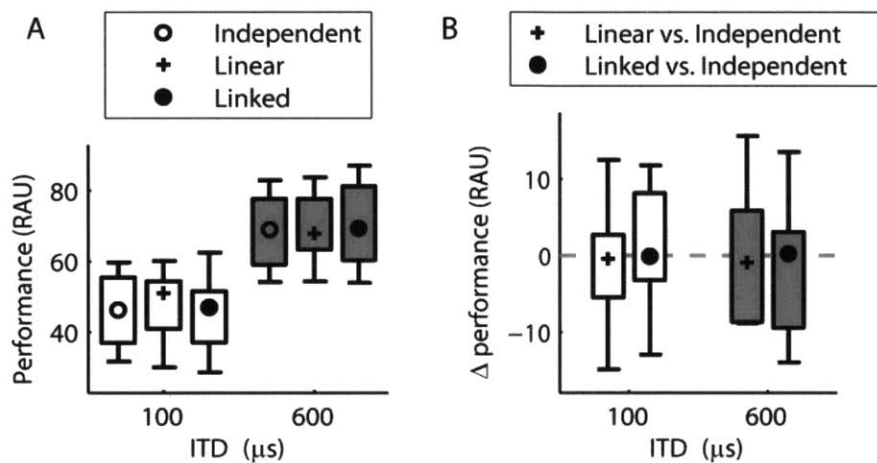 A
Independent
Linear
Linked
Performance (RAU)
80
60
40
100
600
ITD (μs)
B
Linear vs. Independent
Linked vs. Independent
Δ performance (RAU)
10
0
−10
100
600
ITD (μs)